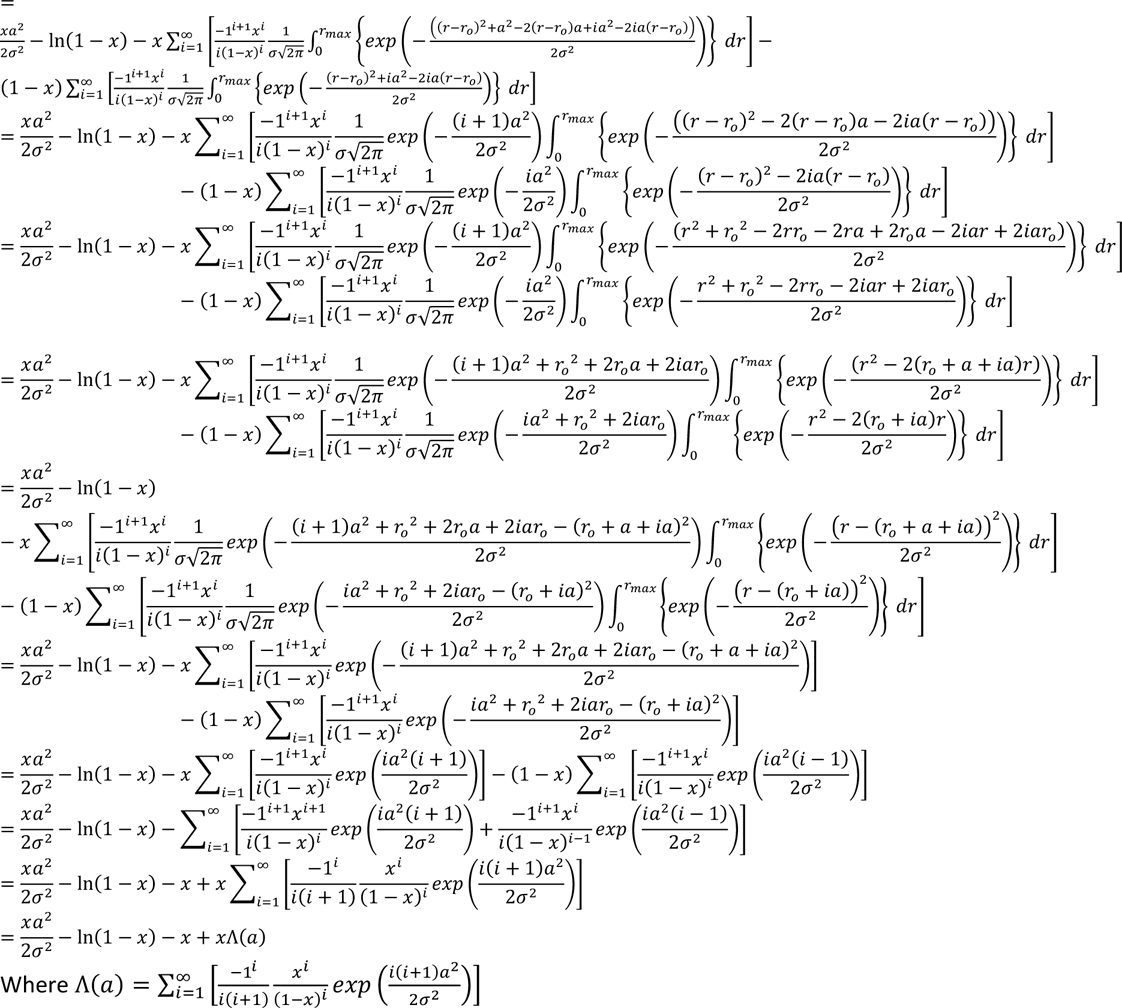 =
xa²/2σ² − ln(1 − x) − x ∑_{i=1}^{∞} [ −1^{i+1}x^i / i(1−x)^i 1/σ√2π ∫_0^{r_max} {exp(−((r−r_o)²+a²−2(r−r_o)a+ia²−2ia(r−r_o))/2σ²)} dr] −
(1 − x) ∑_{i=1}^{∞} [ −1^{i+1}x^i / i(1−x)^i 1/σ√2π ∫_0^{r_max} {exp(−(r−r_o)²+ia²−2ia(r−r_o)/2σ²)} dr]
= xa²/2σ² − ln(1 − x) − x ∑_{i=1}^{∞} [ −1^{i+1}x^i / i(1 − x)^i 1/σ√2π exp(−(i + 1)a²/2σ²) ∫_0^{r_max} {exp(−((r − r_o)² − 2(r − r_o)a − 2ia(r − r_o))/2σ²)} dr]
− (1 − x) ∑_{i=1}^{∞} [ −1^{i+1}x^i / i(1 − x)^i 1/σ√2π exp(−ia²/2σ²) ∫_0^{r_max} {exp(−(r − r_o)² − 2ia(r − r_o)/2σ²)} dr]
= xa²/2σ² − ln(1 − x) − x ∑_{i=1}^{∞} [ −1^{i+1}x^i / i(1 − x)^i 1/σ√2π exp(−(i + 1)a²/2σ²) ∫_0^{r_max} {exp(−(r² + r_o² − 2rr_o − 2ra + 2r_oa − 2iar + 2iar_o)/2σ²)} dr]
− (1 − x) ∑_{i=1}^{∞} [ −1^{i+1}x^i / i(1 − x)^i 1/σ√2π exp(−ia²/2σ²) ∫_0^{r_max} {exp(−r² + r_o² − 2rr_o − 2iar + 2iar_o/2σ²)} dr]
= xa²/2σ² − ln(1 − x) − x ∑_{i=1}^{∞} [ −1^{i+1}x^i / i(1 − x)^i 1/σ√2π exp(−(i + 1)a² + r_o² + 2r_oa + 2iar_o/2σ²) ∫_0^{r_max} {exp(−(r² − 2(r_o + a + ia)r)/2σ²)} dr]
− (1 − x) ∑_{i=1}^{∞} [ −1^{i+1}x^i / i(1 − x)^i 1/σ√2π exp(−ia² + r_o² + 2iar_o/2σ²) ∫_0^{r_max} {exp(−r² − 2(r_o + ia)r/2σ²)} dr]
= xa²/2σ² − ln(1 − x)
− x ∑_{i=1}^{∞} [ −1^{i+1}x^i / i(1 − x)^i 1/σ√2π exp(−(i + 1)a² + r_o² + 2r_oa + 2iar_o − (r_o + a + ia)²/2σ²) ∫_0^{r_max} {exp(−(r − (r_o + a + ia))²/2σ²)} dr]
− (1 − x) ∑_{i=1}^{∞} [ −1^{i+1}x^i / i(1 − x)^i 1/σ√2π exp(−ia² + r_o² + 2iar_o − (r_o + ia)²/2σ²) ∫_0^{r_max} {exp(−(r − (r_o + ia))²/2σ²)} dr]
= xa²/2σ² − ln(1 − x) − x ∑_{i=1}^{∞} [ −1^{i+1}x^i / i(1 − x)^i exp(−(i + 1)a² + r_o² + 2r_oa + 2iar_o − (r_o + a + ia)²/2σ²)]
− (1 − x) ∑_{i=1}^{∞} [ −1^{i+1}x^i / i(1 − x)^i exp(−ia² + r_o² + 2iar_o − (r_o + ia)²/2σ²)]
= xa²/2σ² − ln(1 − x) − x ∑_{i=1}^{∞} [ −1^{i+1}x^i / i(1 − x)^i exp(ia²(i + 1)/2σ²)] − (1 − x) ∑_{i=1}^{∞} [ −1^{i+1}x^i / i(1 − x)^i exp(ia²(i − 1)/2σ²)]
= xa²/2σ² − ln(1 − x) − ∑_{i=1}^{∞} [ −1^{i+1}x^{i+1} / i(1 − x)^i exp(ia²(i + 1)/2σ²) + −1^{i+1}x^i / i(1 − x)^{i−1} exp(ia²(i − 1)/2σ²)]
= xa²/2σ² − ln(1 − x) − x + x ∑_{i=1}^{∞} [ −1^i / i(i + 1) x^i / (1 − x)^i exp(i(i + 1)a²/2σ²)]
= xa²/2σ² − ln(1 − x) − x + xΛ(a)
Where Λ(a) = ∑_{i=1}^{∞} [ −1^i / i(i+1) x^i / (1−x)^i exp(i(i+1)a²/2σ²)]